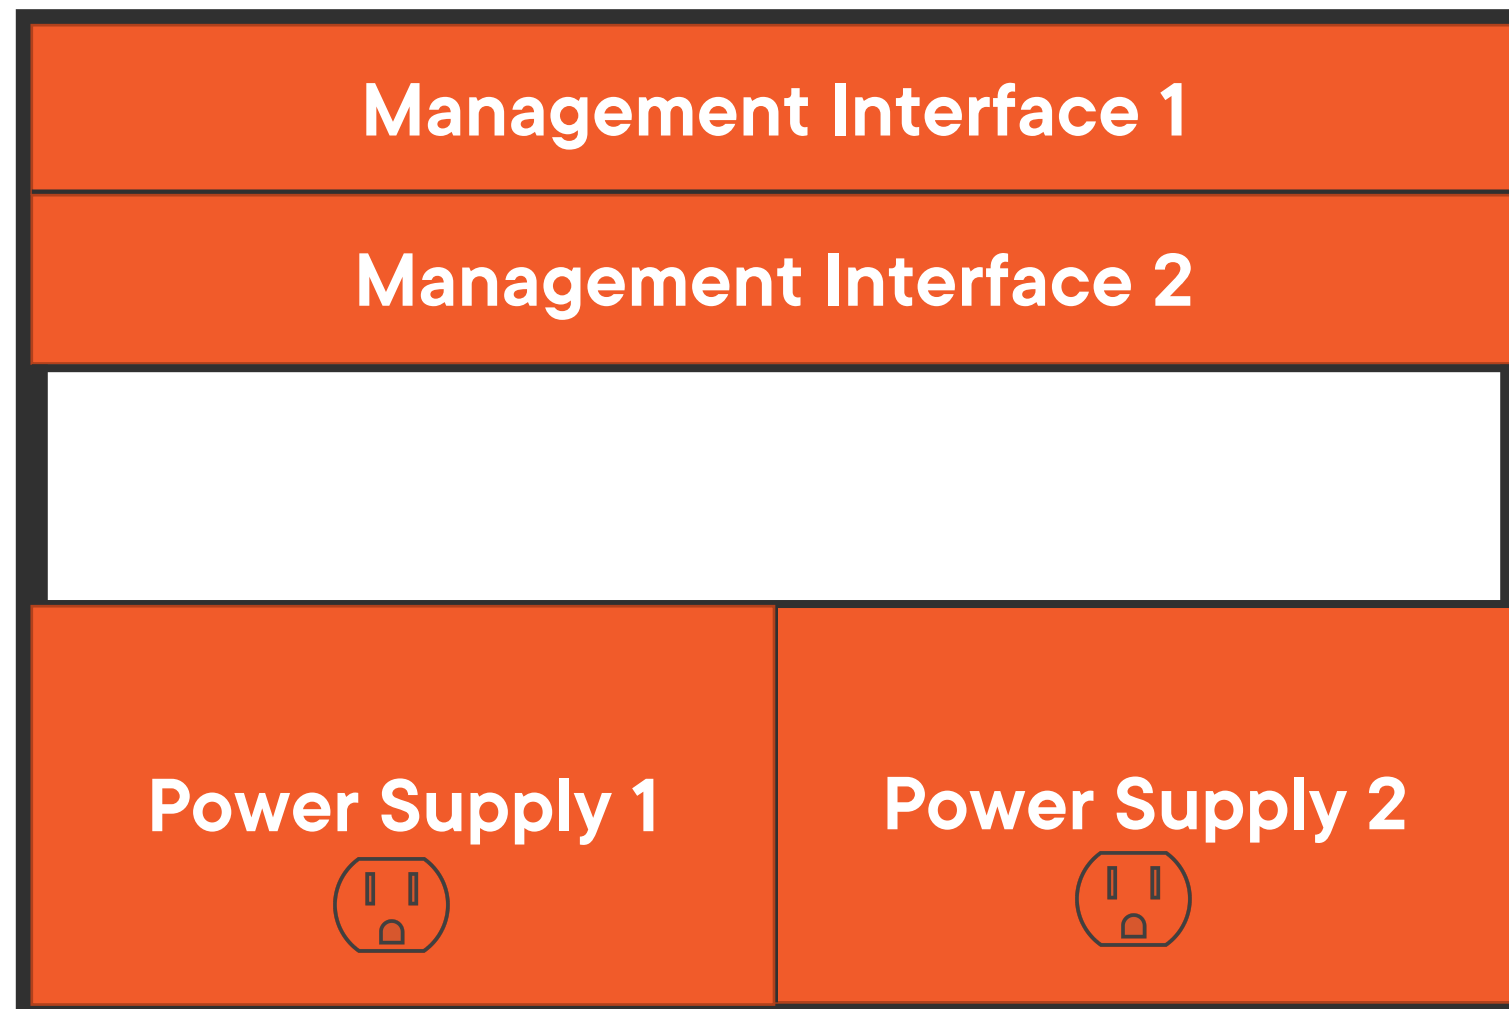 Management Interface 1
Management Interface 2
Power Supply 1
Power Supply 2